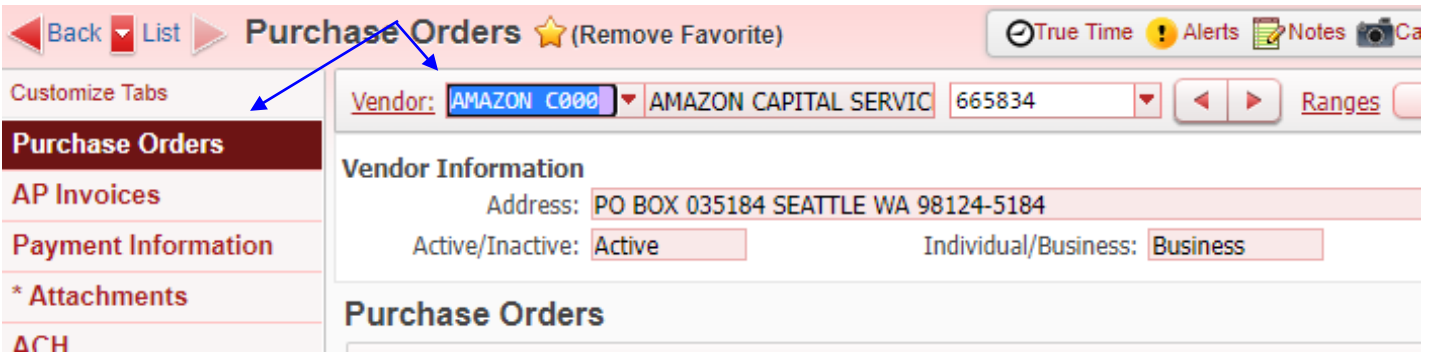 Back List Purchase Orders (Remove Favorite) True Time Alerts Notes Ca
Customize Tabs
Vendor: AMAZON C000 AMAZON CAPITAL SERVIC 665834 Ranges
Purchase Orders
Vendor Information
AP Invoices
Address: PO BOX 035184 SEATTLE WA 98124-5184
Payment Information
Active/Inactive: Active Individual/Business: Business
* Attachments
Purchase Orders
ACH